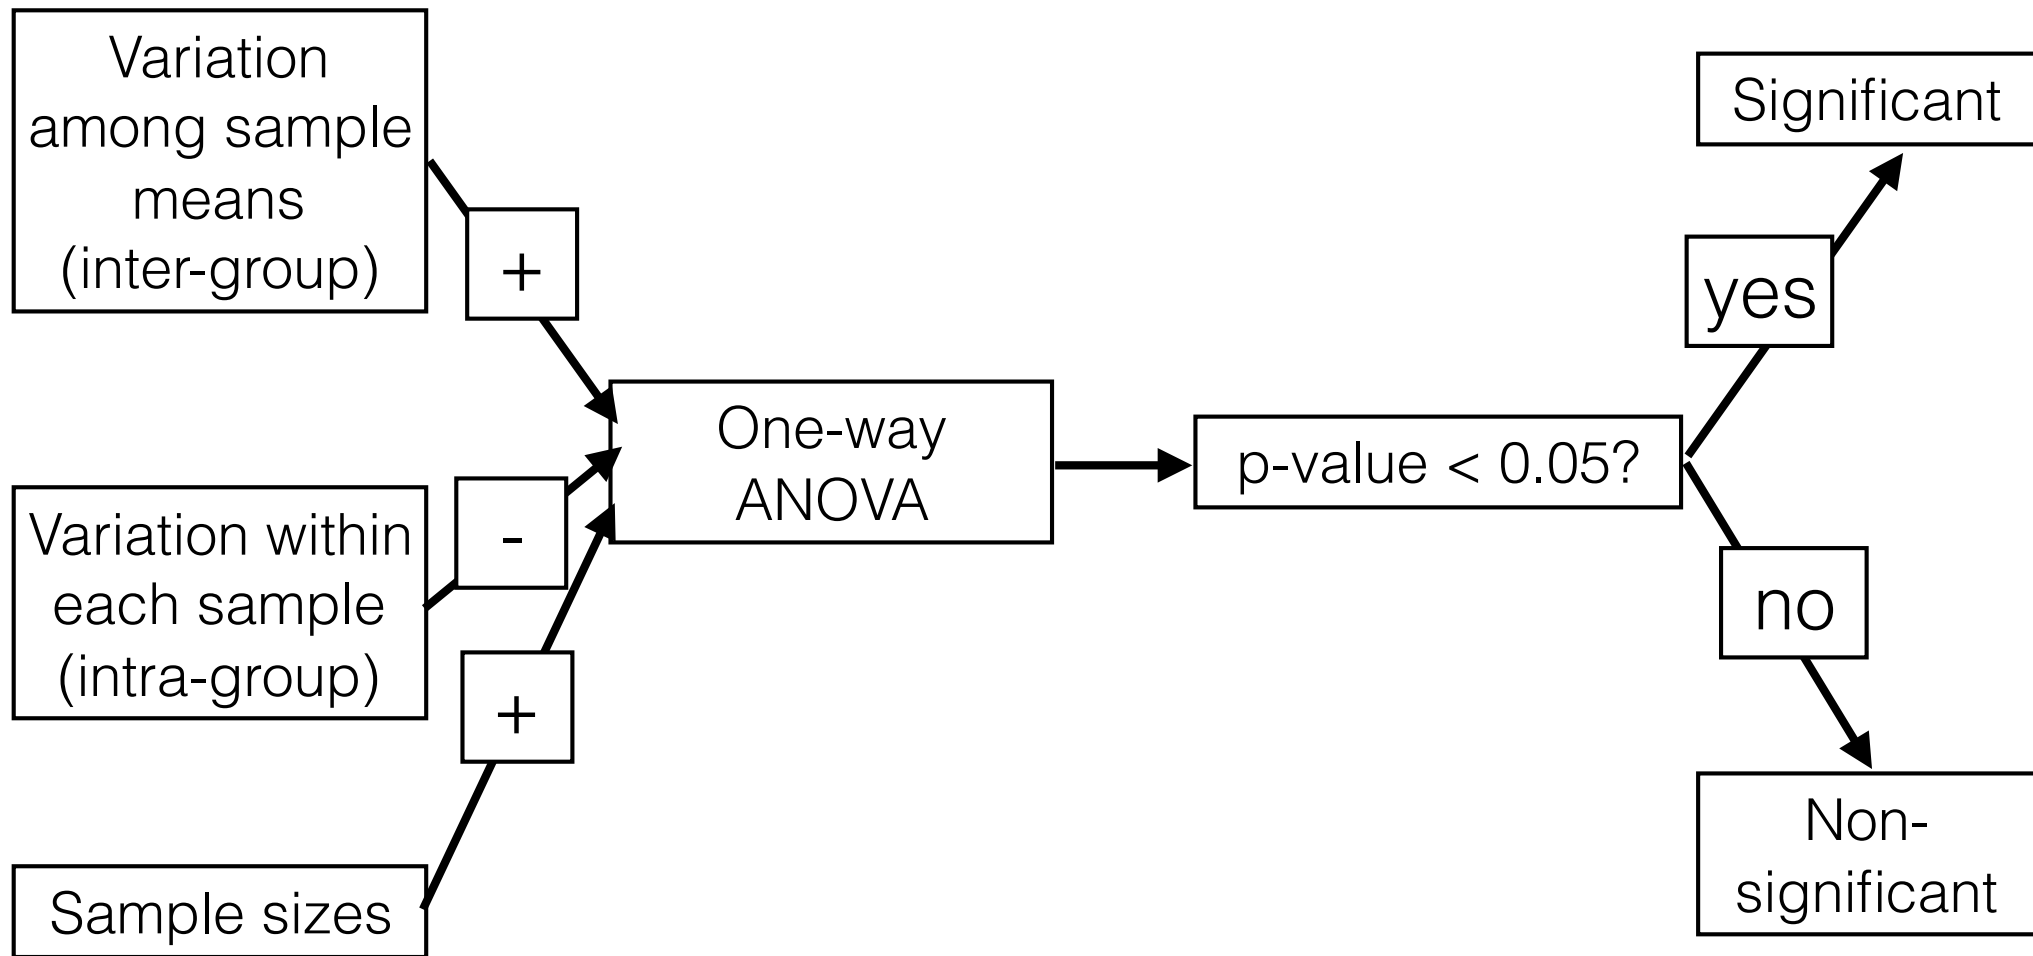 Variation
among sample
means
(inter-group)
+
Variation within
each sample
(intra-group)
-
Sample sizes
+
One-way
ANOVA
p-value < 0.05?
yes
Significant
no
Non-
significant